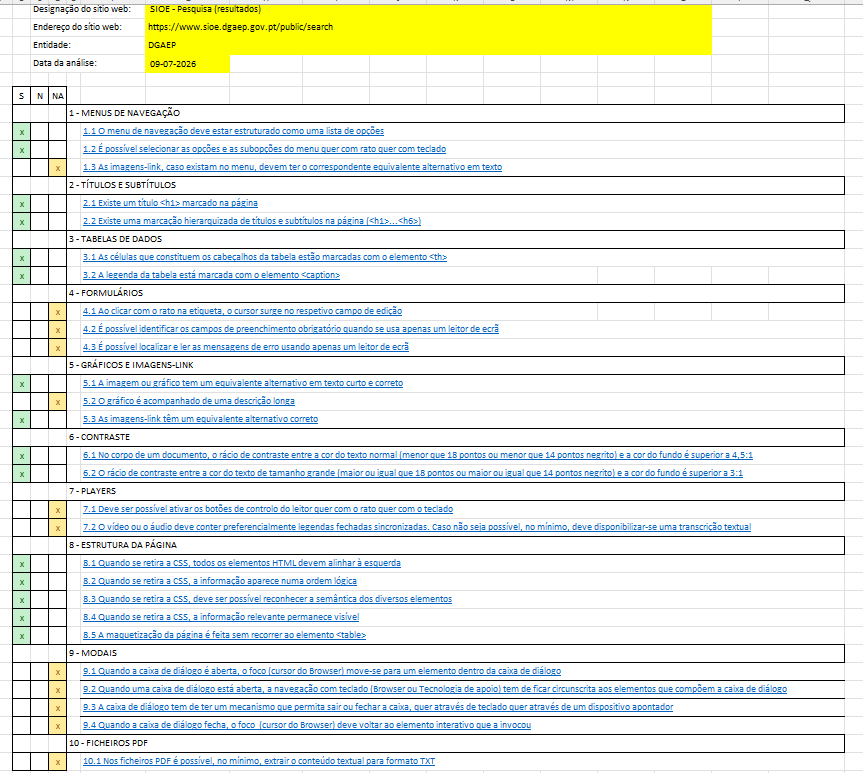 Designação do sítio web: SIOE - Pesquisa (resultados)
Endereço do sítio web: https://www.sioe.dgaep.gov.pt/public/search
Entidade: DGAEP
Data da análise: 09-07-2026
S N NA
1 - MENUS DE NAVEGAÇÃO
x 1.1 O menu de navegação deve estar estruturado como uma lista de opções
x 1.2 É possível selecionar as opções e as subopções do menu quer com rato quer com teclado
x 1.3 As imagens-link, caso existam no menu, devem ter o correspondente equivalente alternativo em texto
2 - TÍTULOS E SUBTÍTULOS
x 2.1 Existe um título <h1> marcado na página
x 2.2 Existe uma marcação hierarquizada de títulos e subtítulos na página (<h1>...<h6>)
3 - TABELAS DE DADOS
x 3.1 As células que constituem os cabeçalhos da tabela estão marcadas com o elemento <th>
x 3.2 A legenda da tabela está marcada com o elemento <caption>
4 - FORMULÁRIOS
x 4.1 Ao clicar com o rato na etiqueta, o cursor surge no respetivo campo de edição
x 4.2 É possível identificar os campos de preenchimento obrigatório quando se usa apenas um leitor de ecrã
x 4.3 É possível localizar e ler as mensagens de erro usando apenas um leitor de ecrã
5 - GRÁFICOS E IMAGENS-LINK
x 5.1 A imagem ou gráfico tem um equivalente alternativo em texto curto e correto
x 5.2 O gráfico é acompanhado de uma descrição longa
x 5.3 As imagens-link têm um equivalente alternativo correto
6 - CONTRASTE
x 6.1 No corpo de um documento, o rácio de contraste entre a cor do texto normal (menor que 18 pontos ou menor que 14 pontos negrito) e a cor do fundo é superior a 4,5:1
x 6.2 O rácio de contraste entre a cor do texto de tamanho grande (maior ou igual que 18 pontos ou maior ou igual que 14 pontos negrito) e a cor do fundo é superior a 3:1
7 - PLAYERS
x 7.1 Deve ser possível ativar os botões de controlo do leitor quer com o rato quer com o teclado
x 7.2 O vídeo ou o áudio deve conter preferencialmente legendas fechadas sincronizadas. Caso não seja possível, no mínimo, deve disponibilizar-se uma transcrição textual
8 - ESTRUTURA DA PÁGINA
x 8.1 Quando se retira a CSS, todos os elementos HTML devem alinhar à esquerda
x 8.2 Quando se retira a CSS, a informação aparece numa ordem lógica
x 8.3 Quando se retira a CSS, deve ser possível reconhecer a semântica dos diversos elementos
x 8.4 Quando se retira a CSS, a informação relevante permanece visível
x 8.5 A maquetização da página é feita sem recorrer ao elemento <table>
9 - MODAIS
x 9.1 Quando a caixa de diálogo é aberta, o foco (cursor do Browser) move-se para um elemento dentro da caixa de diálogo
x 9.2 Quando uma caixa de diálogo está aberta, a navegação com teclado (Browser ou Tecnologia de apoio) tem de ficar circunscrita aos elementos que compõem a caixa de diálogo
x 9.3 A caixa de diálogo tem de ter um mecanismo que permita sair ou fechar a caixa, quer através de teclado quer através de um dispositivo apontador
x 9.4 Quando a caixa de diálogo fecha, o foco (cursor do Browser) deve voltar ao elemento interativo que a invocou
10 - FICHEIROS PDF
x 10.1 Nos ficheiros PDF é possível, no mínimo, extrair o conteúdo textual para formato TXT